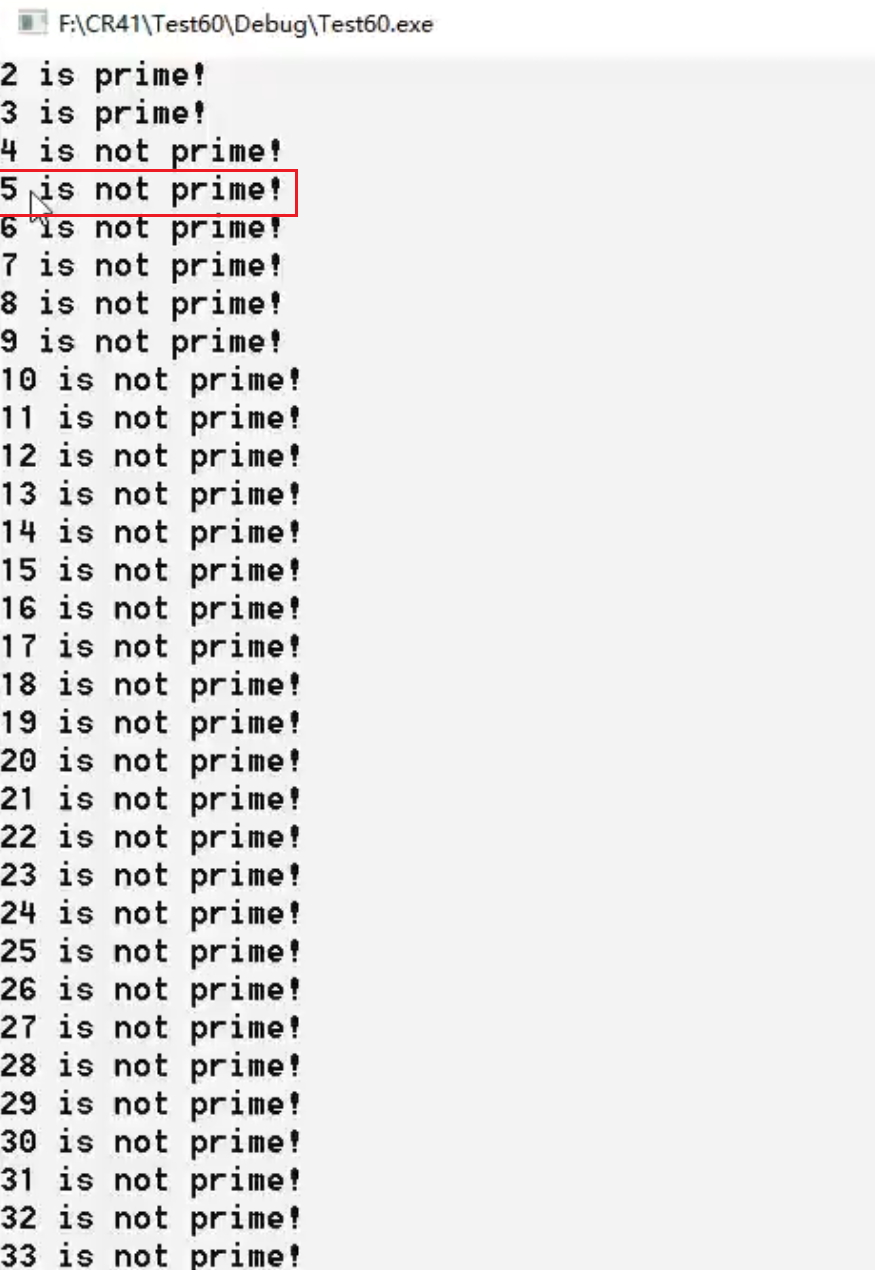 F:\CR41\Test60\Debug\Test60.exe
2 is prime!
3 is prime!
4 is not prime!
5 is not prime!
6 is not prime!
7 is not prime!
8 is not prime!
9 is not prime!
10 is not prime!
11 is not prime!
12 is not prime!
13 is not prime!
14 is not prime!
15 is not prime!
16 is not prime!
17 is not prime!
18 is not prime!
19 is not prime!
20 is not prime!
21 is not prime!
22 is not prime!
23 is not prime!
24 is not prime!
25 is not prime!
26 is not prime!
27 is not prime!
28 is not prime!
29 is not prime!
30 is not prime!
31 is not prime!
32 is not prime!
33 is not prime!